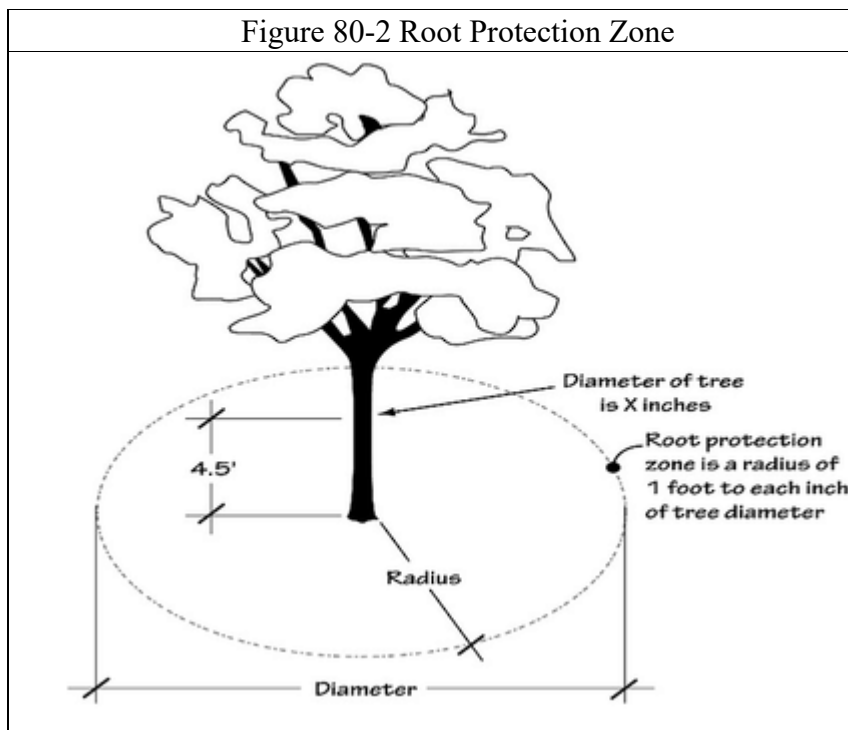 Figure 80-2 Root Protection Zone
Diameter of tree
is X inches
Root protection
zone is a radius of
1 foot to each inch
of tree diameter
4.5'
Radius
Diameter